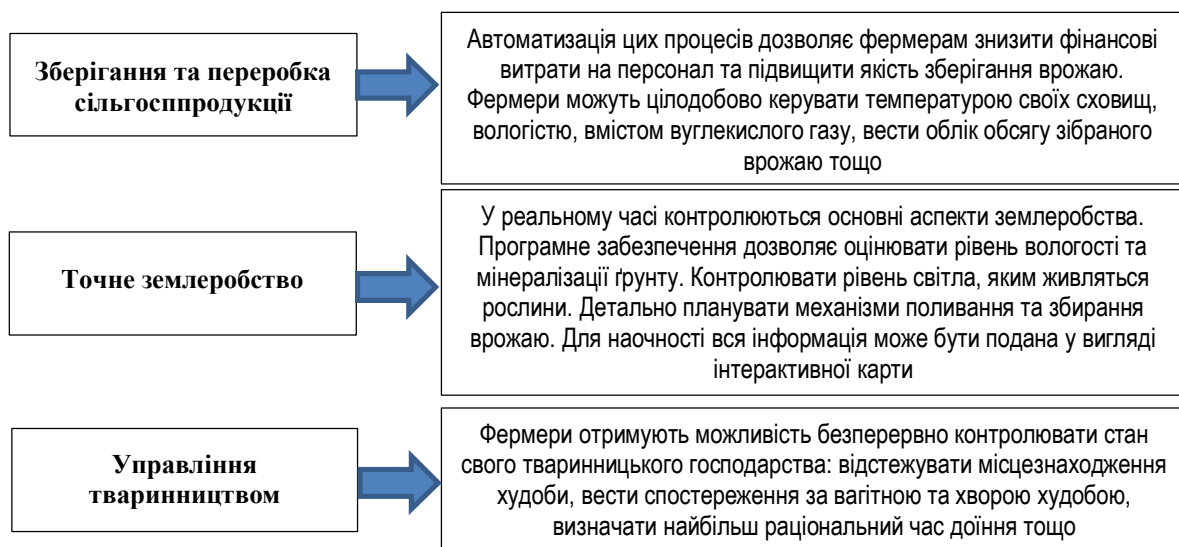 Зберігання та переробка
сільгосппродукції
Автоматизація цих процесів дозволяє фермерам знизити фінансові
витрати на персонал та підвищити якість зберігання врожаю.
Фермери можуть цілодобово керувати температурою своїх сховищ,
вологістю, вмістом вуглекислого газу, вести облік обсягу зібраного
врожаю тощо
Точне землеробство
У реальному часі контролюються основні аспекти землеробства.
Програмне забезпечення дозволяє оцінювати рівень вологості та
мінералізації ґрунту. Контролювати рівень світла, яким живляться
рослини. Детально планувати механізми поливання та збирання
врожаю. Для наочності вся інформація може бути подана у вигляді
інтерактивної карти
Управління
тваринництвом
Фермери отримують можливість безперервно контролювати стан
свого тваринницького господарства: відстежувати місцезнаходження
худоби, вести спостереження за вагітною та хворою худобою,
визначати найбільш раціональний час доїння тощо